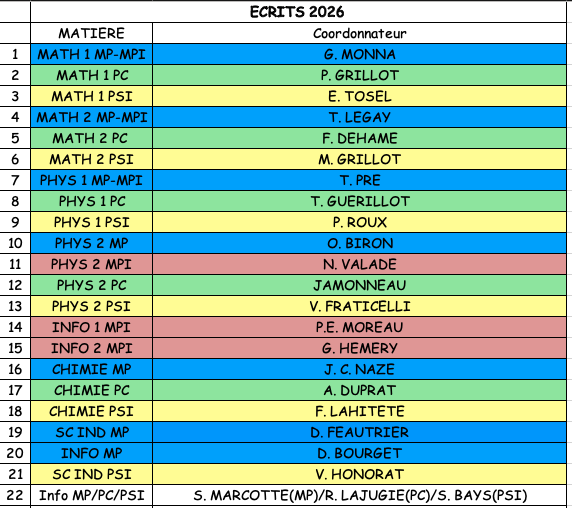 ECRITS 2026
MATIERE Coordonnateur
1 MATH 1 MP-MPI G. MONNA
2 MATH 1 PC P. GRILLOT
3 MATH 1 PSI E. TOSEL
4 MATH 2 MP-MPI T. LEGAY
5 MATH 2 PC F. DEHAME
6 MATH 2 PSI M. GRILLOT
7 PHYS 1 MP-MPI T. PRE
8 PHYS 1 PC T. GUERILLOT
9 PHYS 1 PSI P. ROUX
10 PHYS 2 MP O. BIRON
11 PHYS 2 MPI N. VALADE
12 PHYS 2 PC JAMONNEAU
13 PHYS 2 PSI V. FRATICELLI
14 INFO 1 MPI P.E. MOREAU
15 INFO 2 MPI G. HEMERY
16 CHIMIE MP J. C. NAZE
17 CHIMIE PC A. DUPRAT
18 CHIMIE PSI F. LAHITETE
19 SC IND MP D. FEAUTRIER
20 INFO MP D. BOURGET
21 SC IND PSI V. HONORAT
22 Info MP/PC/PSI S. MARCOTTE(MP)/R. LAJUGIE(PC)/S. BAYS(PSI)